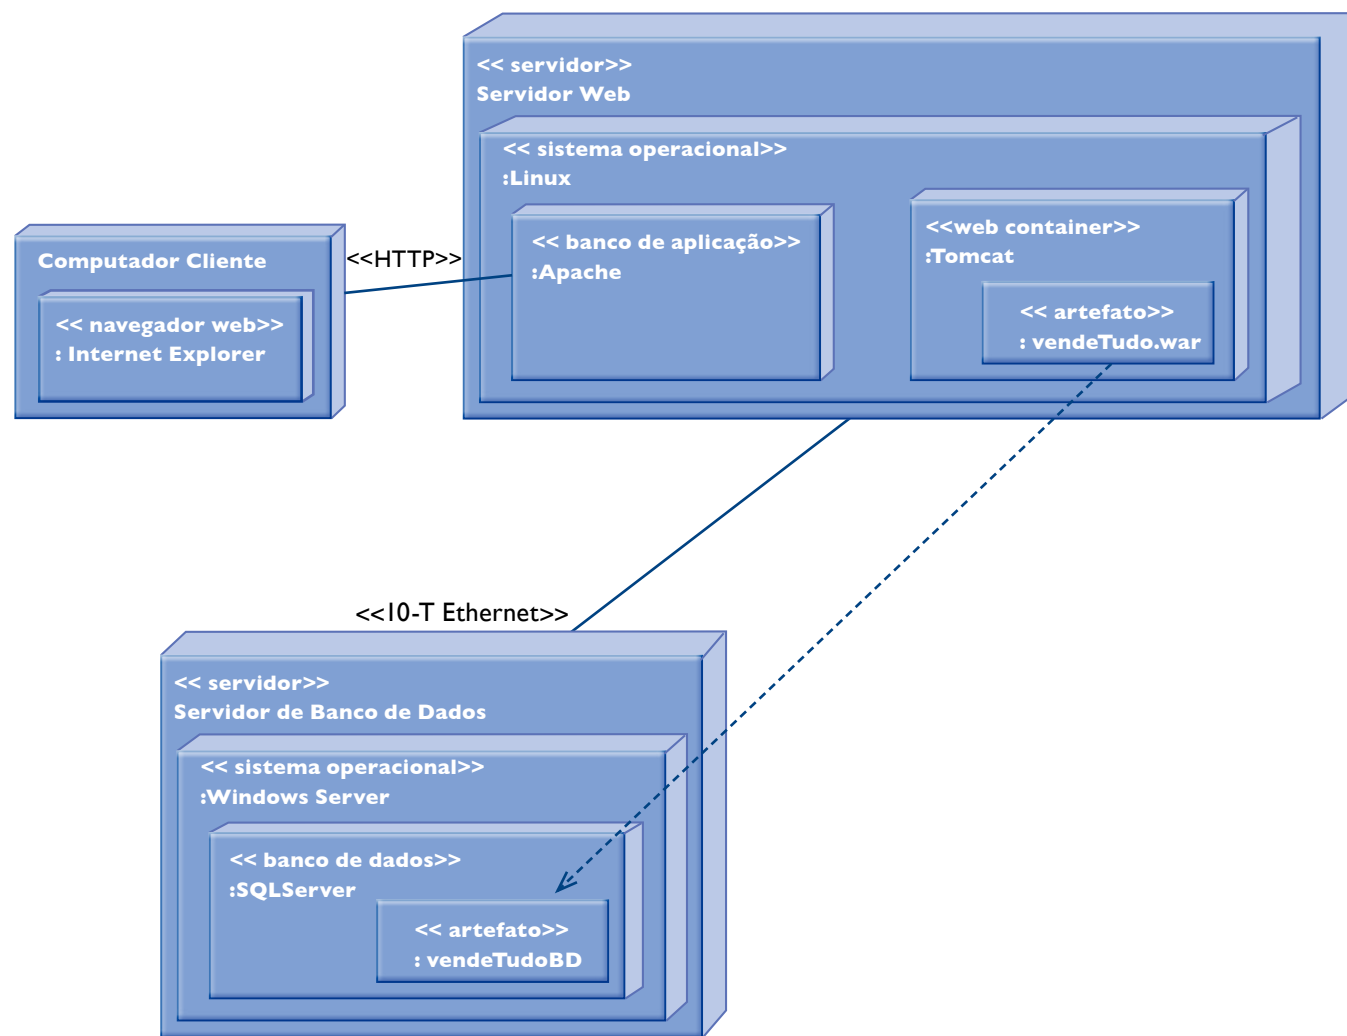 << servidor>>
Servidor Web
<< sistema operacional>>
:Linux
<< banco de aplicação>>
:Apache
<<web container>>
:Tomcat
<< artefato>>
: vendeTudo.war
Computador Cliente
<< navegador web>>
: Internet Explorer
<<HTTP>>
<<10-T Ethernet>>
<< servidor>>
Servidor de Banco de Dados
<< sistema operacional>>
:Windows Server
<< banco de dados>>
:SQLServer
<< artefato>>
: vendeTudoBD